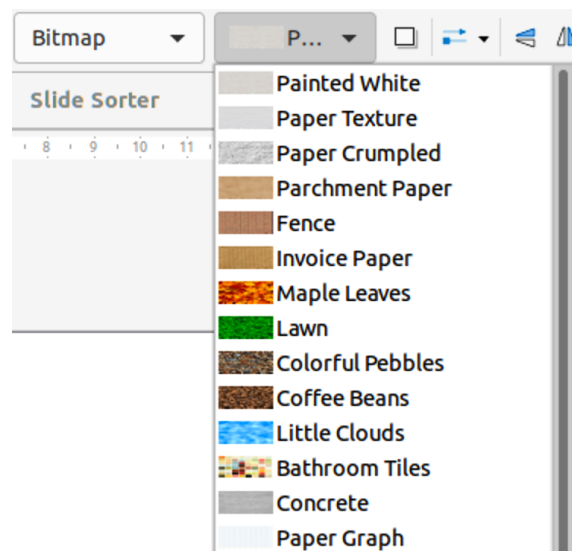 Bitmap P...
Slide Sorter
8 9 10 11
Painted White
Paper Texture
Paper Crumpled
Parchment Paper
Fence
Invoice Paper
Maple Leaves
Lawn
Colorful Pebbles
Coffee Beans
Little Clouds
Bathroom Tiles
Concrete
Paper Graph